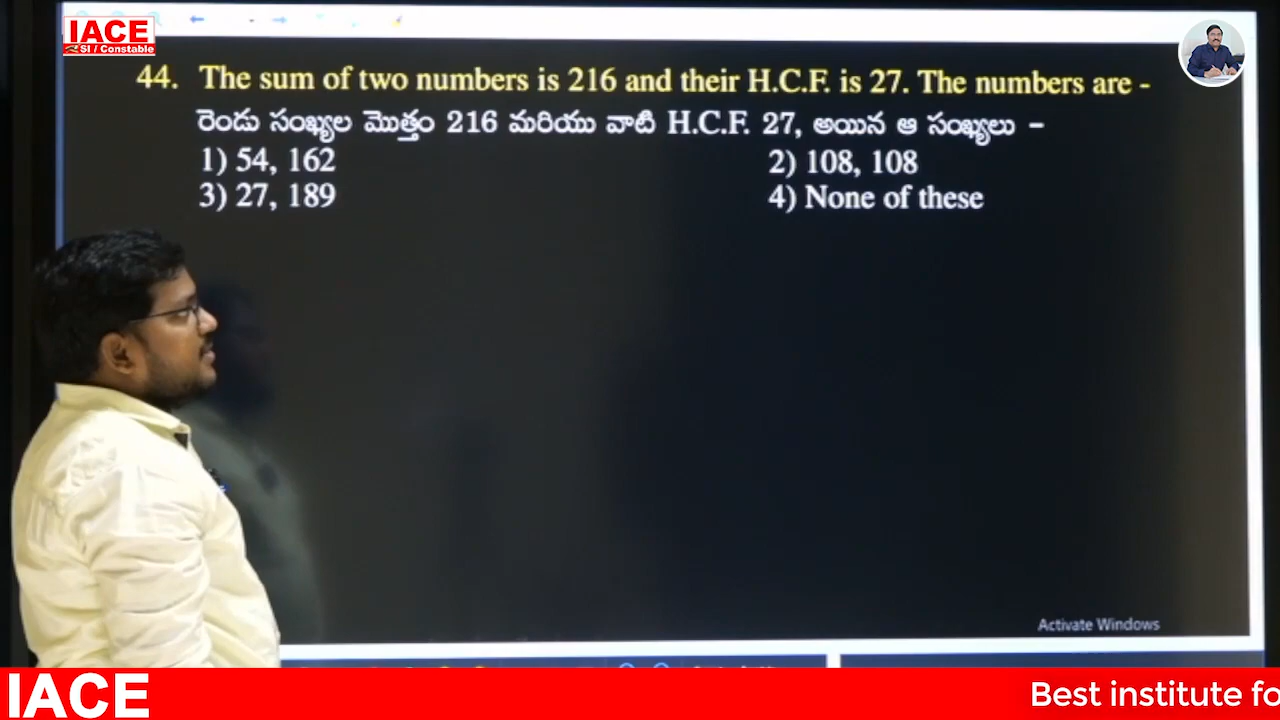 IACE
SI / Constable
44. The sum of two numbers is 216 and their H.C.F. is 27. The numbers are -
రెండు సంఖ్యల మొత్తం 216 మరియు వాటి H.C.F. 27, అయిన ఆ సంఖ్యలు -
1) 54, 162 2) 108, 108
3) 27, 189 4) None of these
Activate Windows
IACE Best institute fo